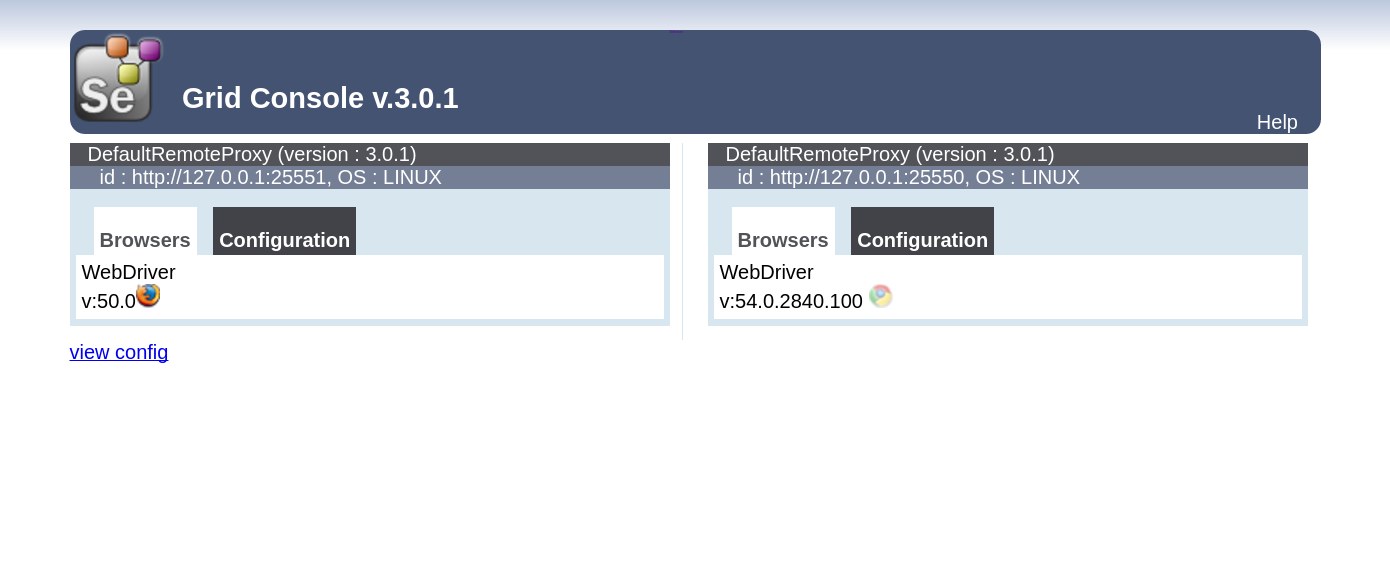 Se
Grid Console v.3.0.1
Help
DefaultRemoteProxy (version : 3.0.1)
id : http://127.0.0.1:25551, OS : LINUX
Browsers Configuration
WebDriver
v:50.0
DefaultRemoteProxy (version : 3.0.1)
id : http://127.0.0.1:25550, OS : LINUX
Browsers Configuration
WebDriver
v:54.0.2840.100
view config